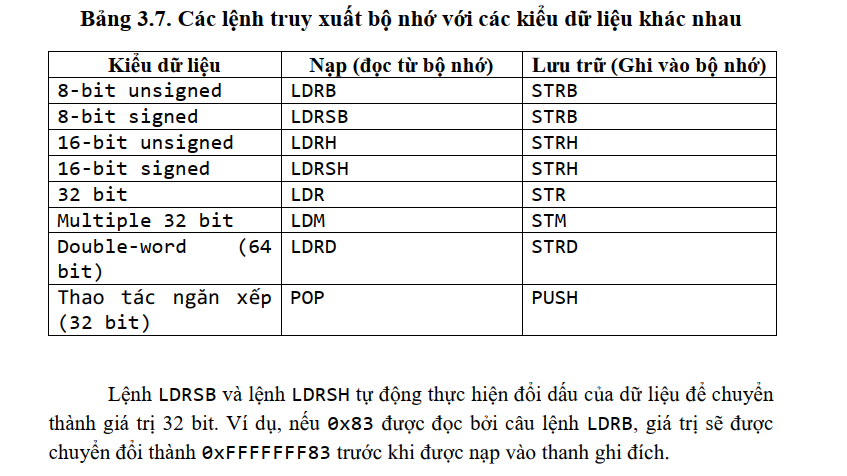 Bảng 3.7. Các lệnh truy xuất bộ nhớ với các kiểu dữ liệu khác nhau
Kiểu dữ liệu Nạp (đọc từ bộ nhớ) Lưu trữ (Ghi vào bộ nhớ)
8-bit unsigned LDRB STRB
8-bit signed LDRSB STRB
16-bit unsigned LDRH STRH
16-bit signed LDRSH STRH
32 bit LDR STR
Multiple 32 bit LDM STM
Double-word (64 LDRD STRD
bit)
Thao tác ngăn xếp POP PUSH
(32 bit)
Lệnh LDRSB và lệnh LDRSH tự động thực hiện đổi dấu của dữ liệu để chuyển
thành giá trị 32 bit. Ví dụ, nếu 0x83 được đọc bởi câu lệnh LDRB, giá trị sẽ được
chuyển đổi thành 0xFFFFFFF83 trước khi được nạp vào thanh ghi đích.